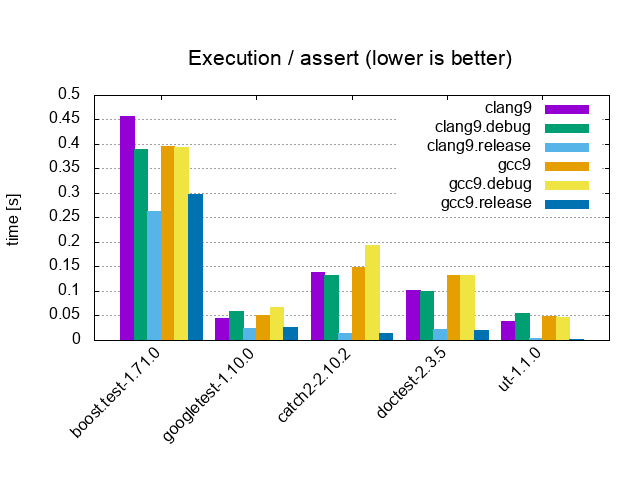 Execution / assert (lower is better)
time [s]
0.5
0.45
0.4
0.35
0.3
0.25
0.2
0.15
0.1
0.05
0
clang9
clang9.debug
clang9.release
gcc9
gcc9.debug
gcc9.release
boost.test-1.71.0
googletest-1.10.0
catch2-2.10.2
doctest-2.3.5
ut-1.1.0